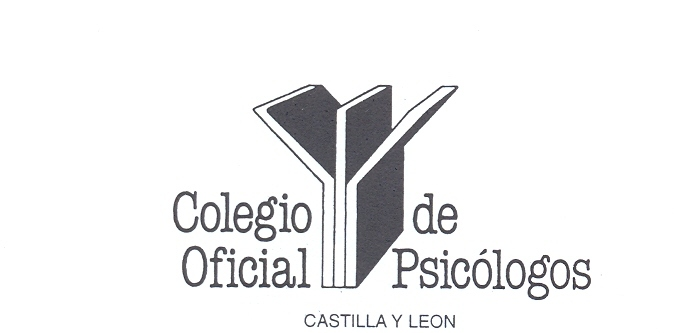 Colegio de
Oficial Psicólogos
CASTILLA Y LEON